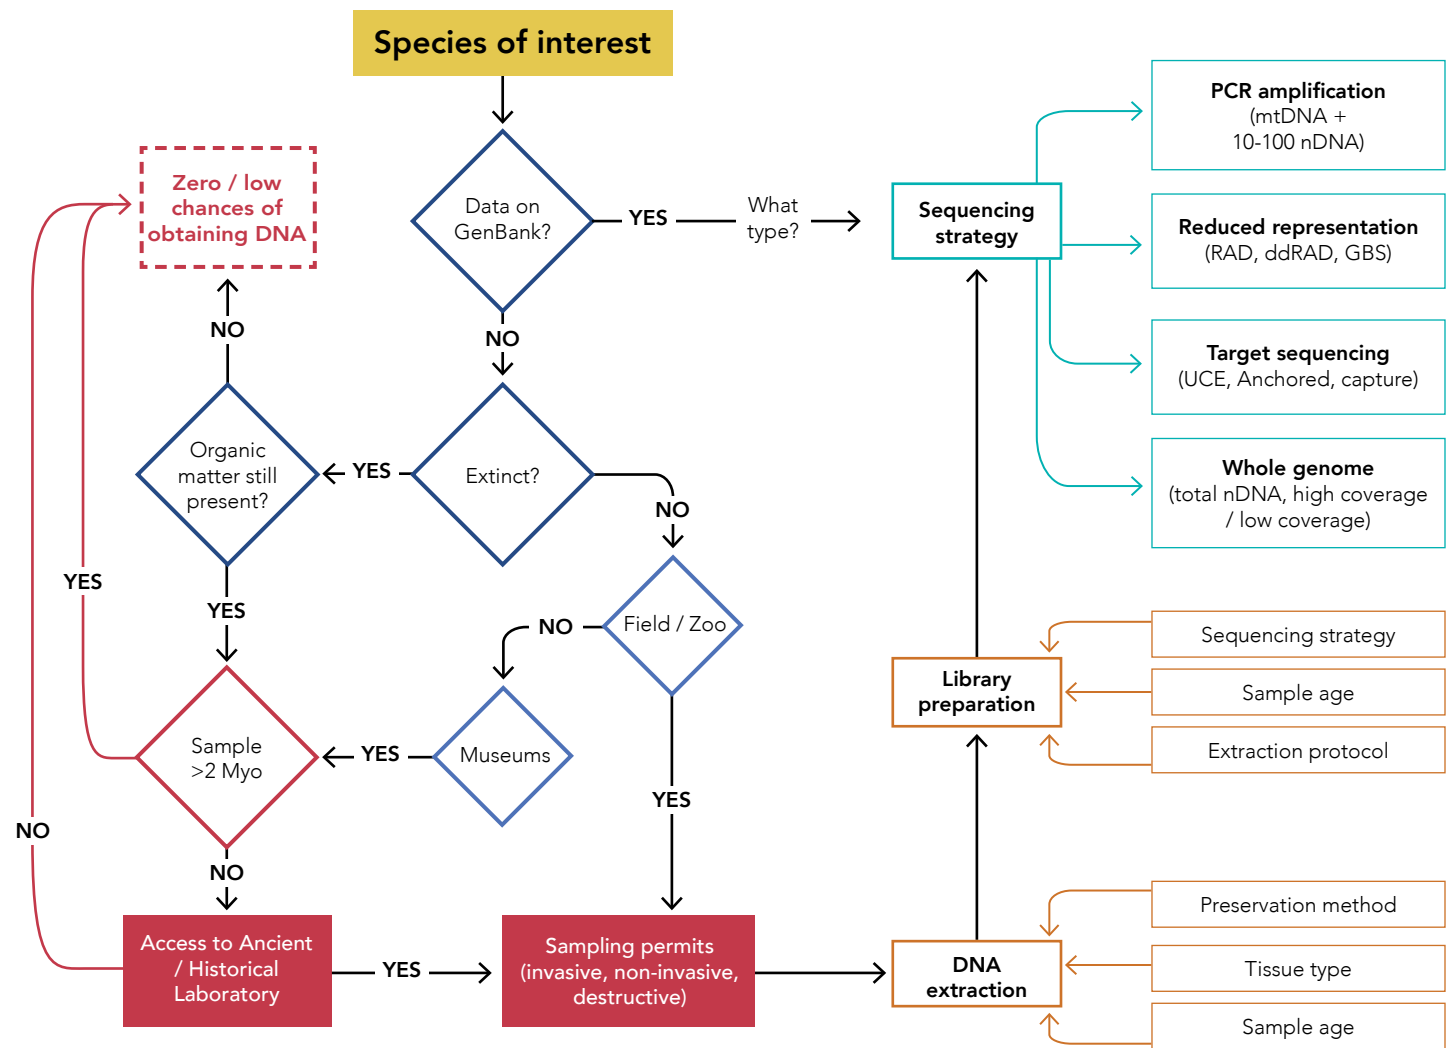 Species of interest
Zero / low
chances of
obtaining DNA
Data on
GenBank?
YES
What
type?
Sequencing
strategy
PCR amplification
(mtDNA +
10-100 nDNA)
Reduced representation
(RAD, ddRAD, GBS)
Target sequencing
(UCE, Anchored, capture)
Whole genome
(total nDNA, high coverage
/ low coverage)
NO
NO
Organic
matter still
present?
YES
Extinct?
NO
YES
YES
NO
Field / Zoo
Sample
>2 Myo
YES
Museums
YES
NO
NO
Access to Ancient
/ Historical
Laboratory
YES
Sampling permits
(invasive, non-invasive,
destructive)
Library
preparation
Sequencing strategy
Sample age
Extraction protocol
DNA
extraction
Preservation method
Tissue type
Sample age